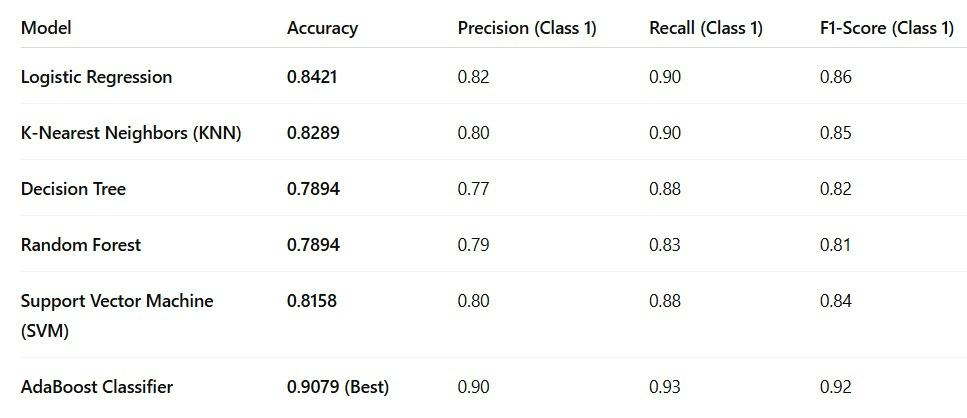 Model Accuracy Precision (Class 1) Recall (Class 1) F1-Score (Class 1)
Logistic Regression 0.8421 0.82 0.90 0.86
K-Nearest Neighbors (KNN) 0.8289 0.80 0.90 0.85
Decision Tree 0.7894 0.77 0.88 0.82
Random Forest 0.7894 0.79 0.83 0.81
Support Vector Machine 0.8158 0.80 0.88 0.84
(SVM)
AdaBoost Classifier 0.9079 (Best) 0.90 0.93 0.92